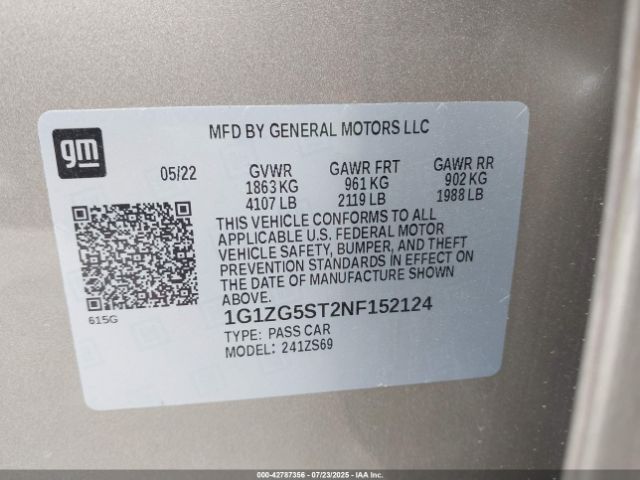 gm
MFD BY GENERAL MOTORS LLC
05/22 GVWR GAWR FRT GAWR RR
1863 KG 961 KG 902 KG
4107 LB 2119 LB 1988 LB
THIS VEHICLE CONFORMS TO ALL
APPLICABLE U.S. FEDERAL MOTOR
VEHICLE SAFETY, BUMPER, AND THEFT
PREVENTION STANDARDS IN EFFECT ON
THE DATE OF MANUFACTURE SHOWN
ABOVE.
615G
1G1ZG5ST2NF152124
TYPE: PASS CAR
MODEL: 241ZS69
000-42787356 - 07/23/2025 - IAAI.COM